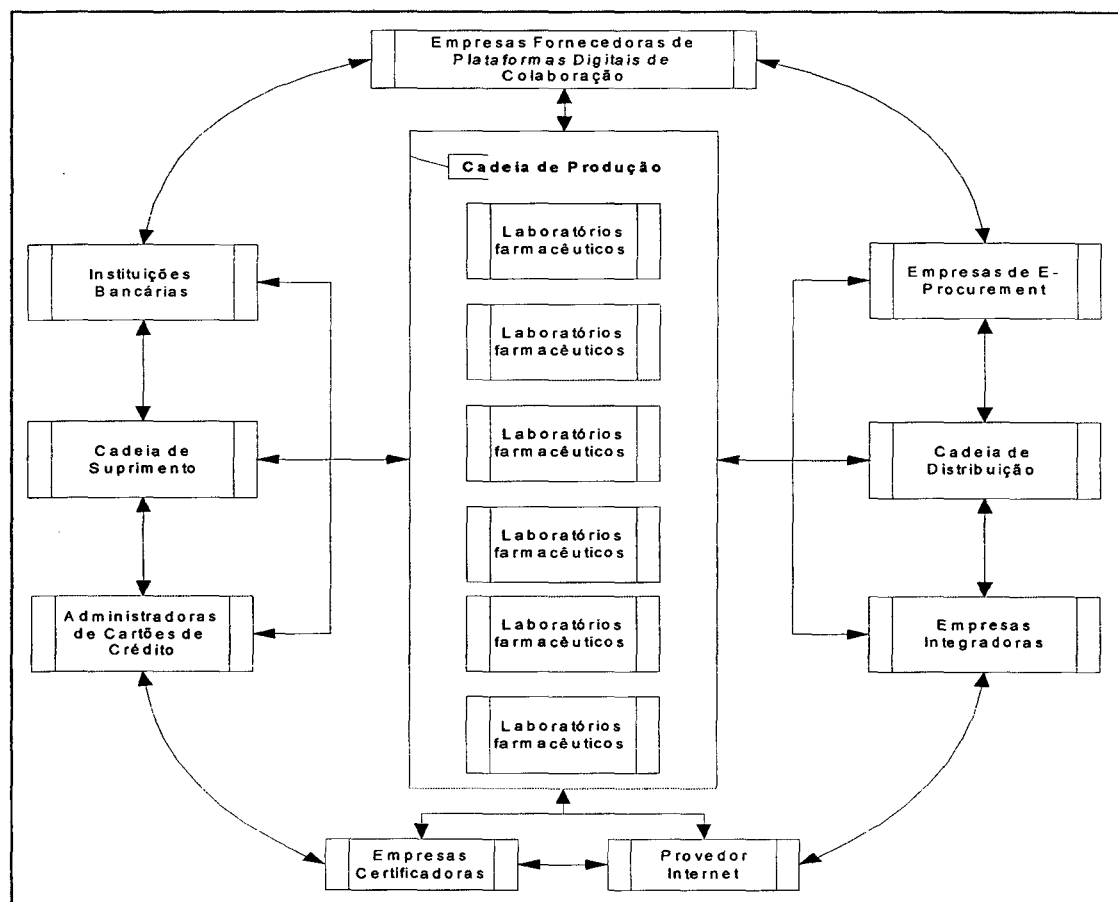 Empresas Fornecedoras de
Plataformas Digitais de
Colaboração
Cadeia de Produção
Laboratórios
farmacêuticos
Instituições
Bancárias
Empresas de E-
Procurement
Laboratórios
farmacêuticos
Cadeia de
Suprimento
Laboratórios
farmacêuticos
Cadeia de
Distribuição
Laboratórios
farmacêuticos
Administradoras
de Cartões de
Crédito
Laboratórios
farmacêuticos
Empresas
Integradoras
Laboratórios
farmacêuticos
Empresas
Certificadoras
Provedor
Internet